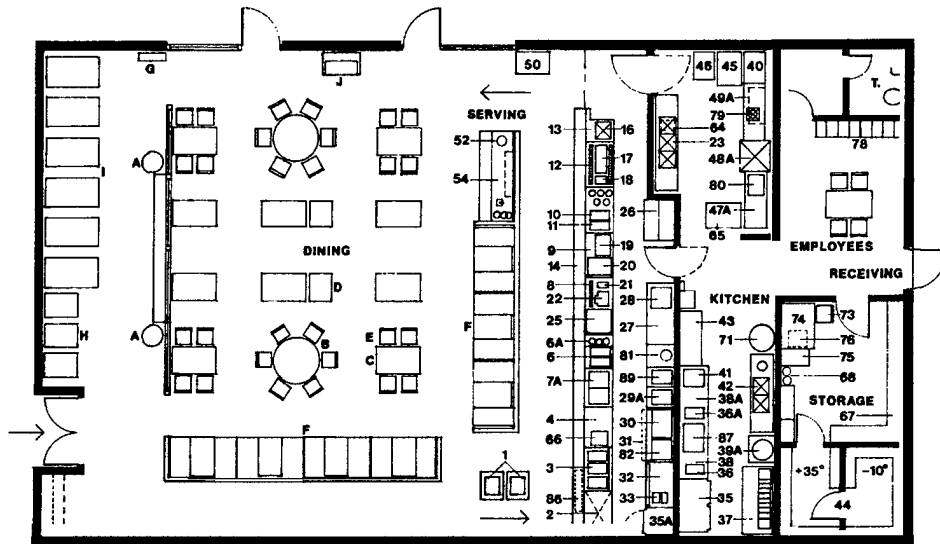 G
J
50
46 45 40
T.
49A
79
SERVING
64
23
78
A
52
54
13
16
12
17
18
48A
80
I
10
11
26
47A
65
EMPLOYEES
DINING
9
19
14
20
RECEIVING
D
8
21
22
28
KITCHEN
25
27
43
74
73
76
71
75
H
A
E
B
C
F
6A
6
81
7A
89
41
42
68
29A
38A
36A
STORAGE
4
30
67
66
31
87
39A
F
1
3
82
38
36
+35°
-10°
32
86
33
35
44
2
35A
37